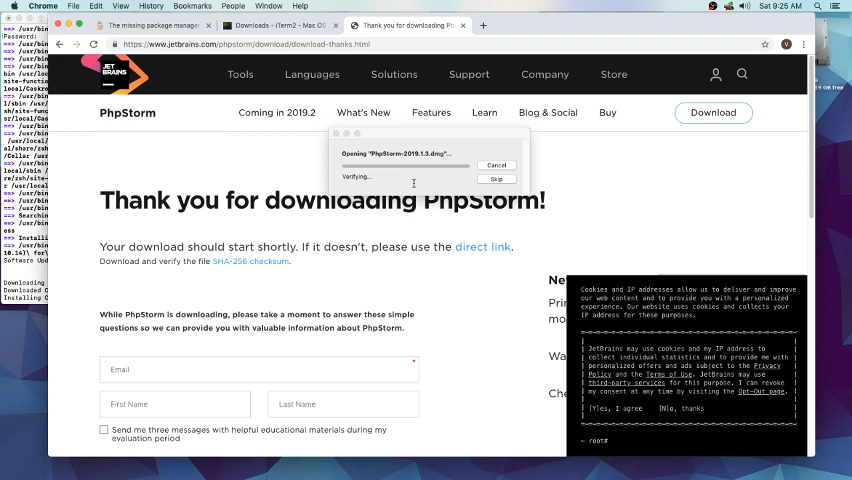 Chrome File Edit View History Bookmarks People Window Help
Sat 9:25 AM
The missing package manager
Downloads - iTerm2 - Mac OS
Thank you for downloading Ph
https://www.jetbrains.com/phpstorm/download/download-thanks.html
V
JET
BRAINS
Tools Languages Solutions Support Company Store
PhpStorm
Coming in 2019.2 What's New Features Learn Blog & Social Buy
Download
Opening "PhpStorm-2019.1.3.dmg"...
Cancel
Verifying...
Skip
Thank you for downloading PhpStorm!
Your download should start shortly. If it doesn't, please use the direct link.
Download and verify the file SHA-256 checksum.
While PhpStorm is downloading, please take a moment to answer these simple
questions so we can provide you with valuable information about PhpStorm.
Email
*
First Name
Last Name
Send me three messages with helpful educational materials during my
evaluation period
Cookies and IP addresses allow us to deliver and improve
our web content and to provide you with a personalized
experience. Our website uses cookies and collects your
IP address for these purposes.
JetBrains may use cookies and my IP address to
collect individual statistics and to provide me with
personalized offers and ads subject to the Privacy
Policy and the Terms of Use. JetBrains may use
third-party services for this purpose. I can revoke
my consent at any time by visiting the Opt-Out page.
[Y]es, I agree [N]o, thanks
~ root#
==> /usr/bin
Password:
==> /usr/bin
==> /usr/bin
==> Searching
Software Upd
Downloading
Downloaded C
Installing C